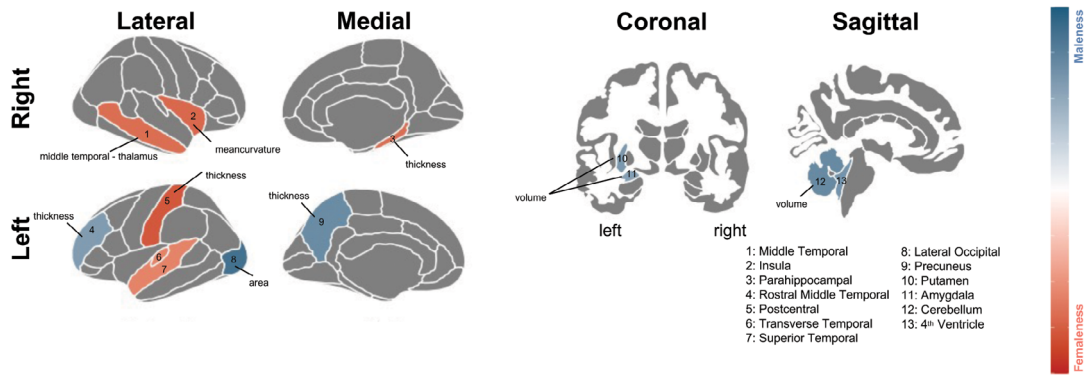 Lateral
Medial
Coronal
Sagittal
Right
1
2
middle temporal - thalamus
meancurvature
3
thickness
Left
thickness
thickness
4
5
6
7
8
area
9
10
11
volume
left
right
12
13
volume
1: Middle Temporal
2: Insula
3: Parahippocampal
4: Rostral Middle Temporal
5: Postcentral
6: Transverse Temporal
7: Superior Temporal
8: Lateral Occipital
9: Precuneus
10: Putamen
11: Amygdala
12: Cerebellum
13: 4th Ventricle
Maleness
Femaleness